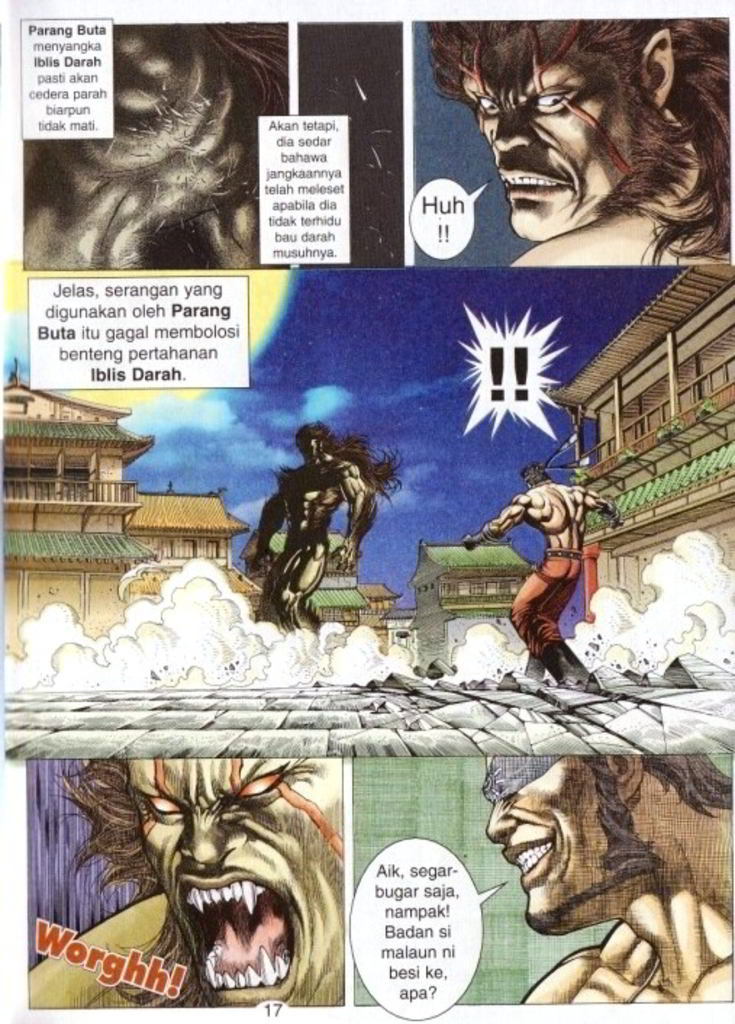 Parang Buta
menyangka
Iblis Darah
pasti akan
cedera parah
biarpun
tidak mati.
Akan tetapi,
dia sedar
bahawa
jangkaannya
telah meleset
apabila dia
tidak terhidu
bau darah
musuhnya.
Huh
!!
Jelas, serangan yang
digunakan oleh Parang
Buta itu gagal membolosi
benteng pertahanan
Iblis Darah.
!!
Worghh!
Aik, segar-
bugar saja,
nampak!
Badan si
malaun ni
besi ke,
apa?
17